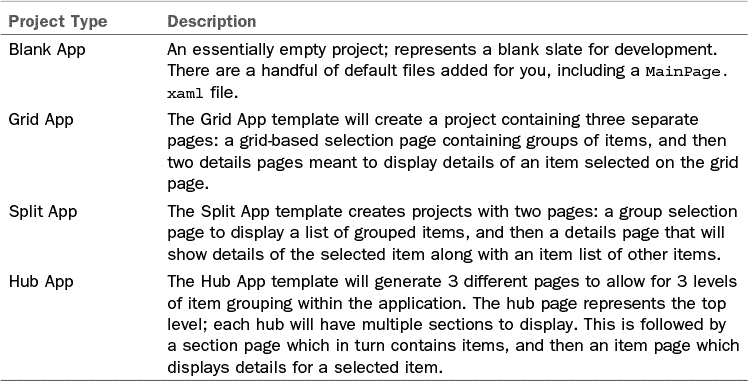 Project Type Description
Blank App An essentially empty project; represents a blank slate for development.
There are a handful of default files added for you, including a MainPage.
xaml file.
Grid App The Grid App template will create a project containing three separate
pages: a grid-based selection page containing groups of items, and then
two details pages meant to display details of an item selected on the grid
page.
Split App The Split App template creates projects with two pages: a group selection
page to display a list of grouped items, and then a details page that will
show details of the selected item along with an item list of other items.
Hub App The Hub App template will generate 3 different pages to allow for 3 levels
of item grouping within the application. The hub page represents the top
level; each hub will have multiple sections to display. This is followed by
a section page which in turn contains items, and then an item page which
displays details for a selected item.